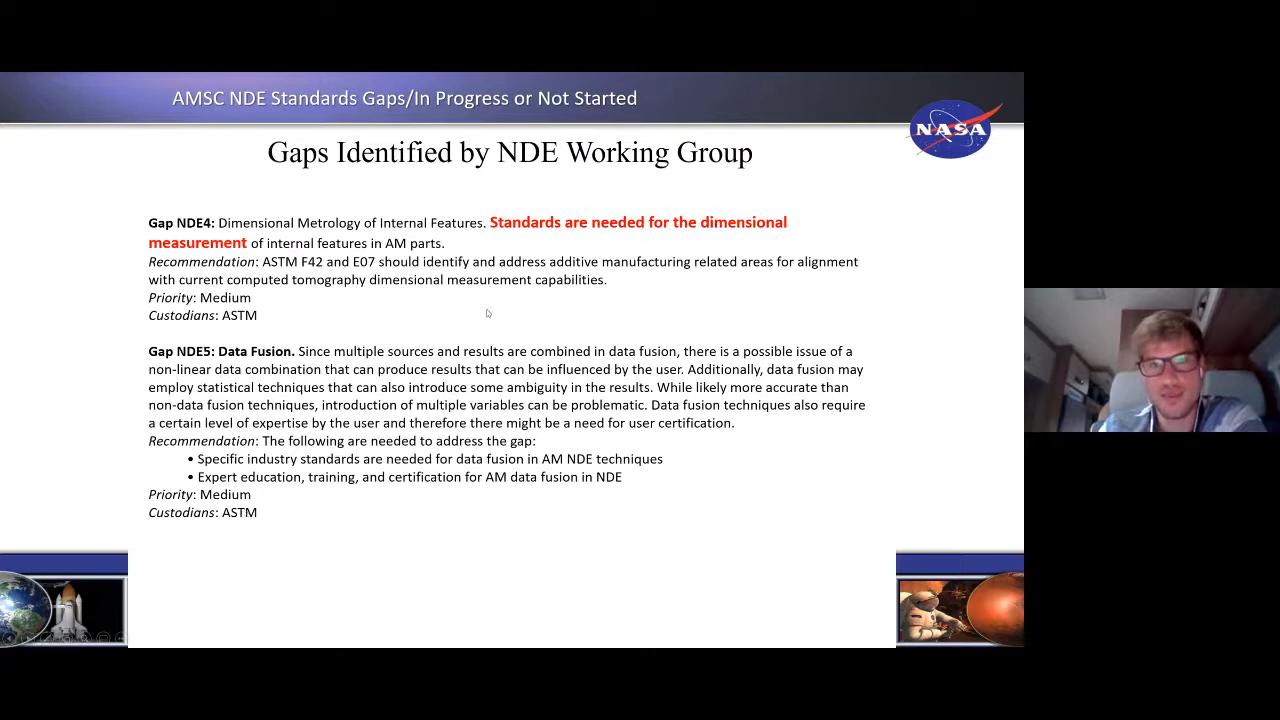 AMSC NDE Standards Gaps/In Progress or Not Started
NASA
Gaps Identified by NDE Working Group
Gap NDE4: Dimensional Metrology of Internal Features. Standards are needed for the dimensional
measurement of internal features in AM parts.
Recommendation: ASTM F42 and E07 should identify and address additive manufacturing related areas for alignment
with current computed tomography dimensional measurement capabilities.
Priority: Medium
Custodians: ASTM
Gap NDE5: Data Fusion. Since multiple sources and results are combined in data fusion, there is a possible issue of a
non-linear data combination that can produce results that can be influenced by the user. Additionally, data fusion may
employ statistical techniques that can also introduce some ambiguity in the results. While likely more accurate than
non-data fusion techniques, introduction of multiple variables can be problematic. Data fusion techniques also require
a certain level of expertise by the user and therefore there might be a need for user certification.
Recommendation: The following are needed to address the gap:
• Specific industry standards are needed for data fusion in AM NDE techniques
• Expert education, training, and certification for AM data fusion in NDE
Priority: Medium
Custodians: ASTM